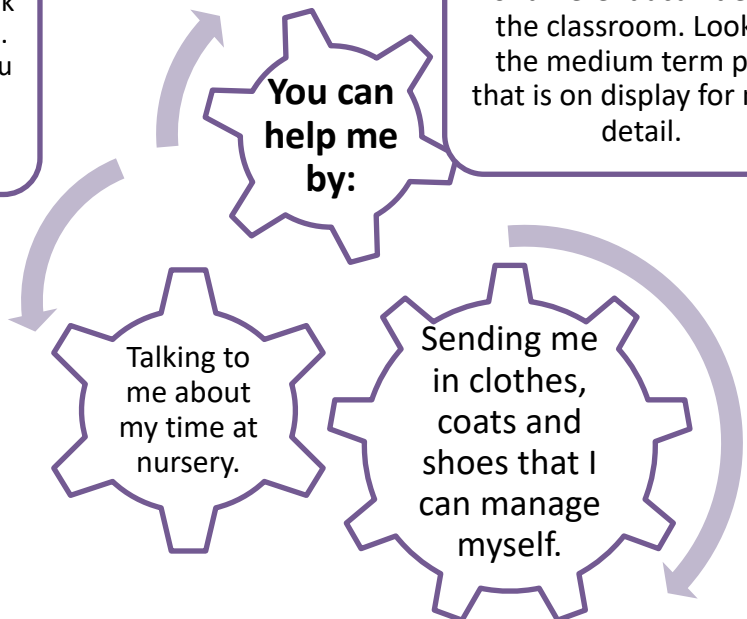 k
.
u
the classroom. Look
the medium term p
that is on display for
detail.
You can
help me
by:
Talking to
me about
my time at
nursery.
Sending me
in clothes,
coats and
shoes that I
can manage
myself.